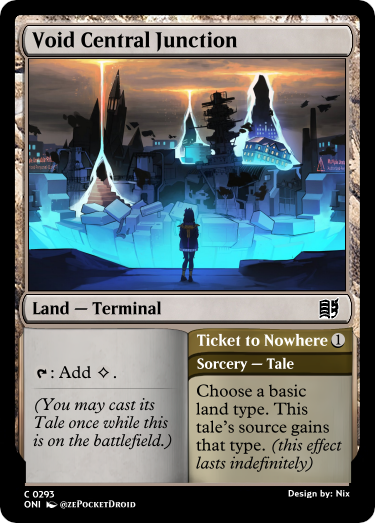 Void Central Junction
Land — Terminal
: Add .
(You may cast its
Tale once while this
is on the battlefield.)
Ticket to Nowhere 1
Sorcery — Tale
Choose a basic
land type. This
tale's source gains
that type. (this effect
lasts indefinitely)
C 0293
ONI @zePocketDroid
Design by: Nix